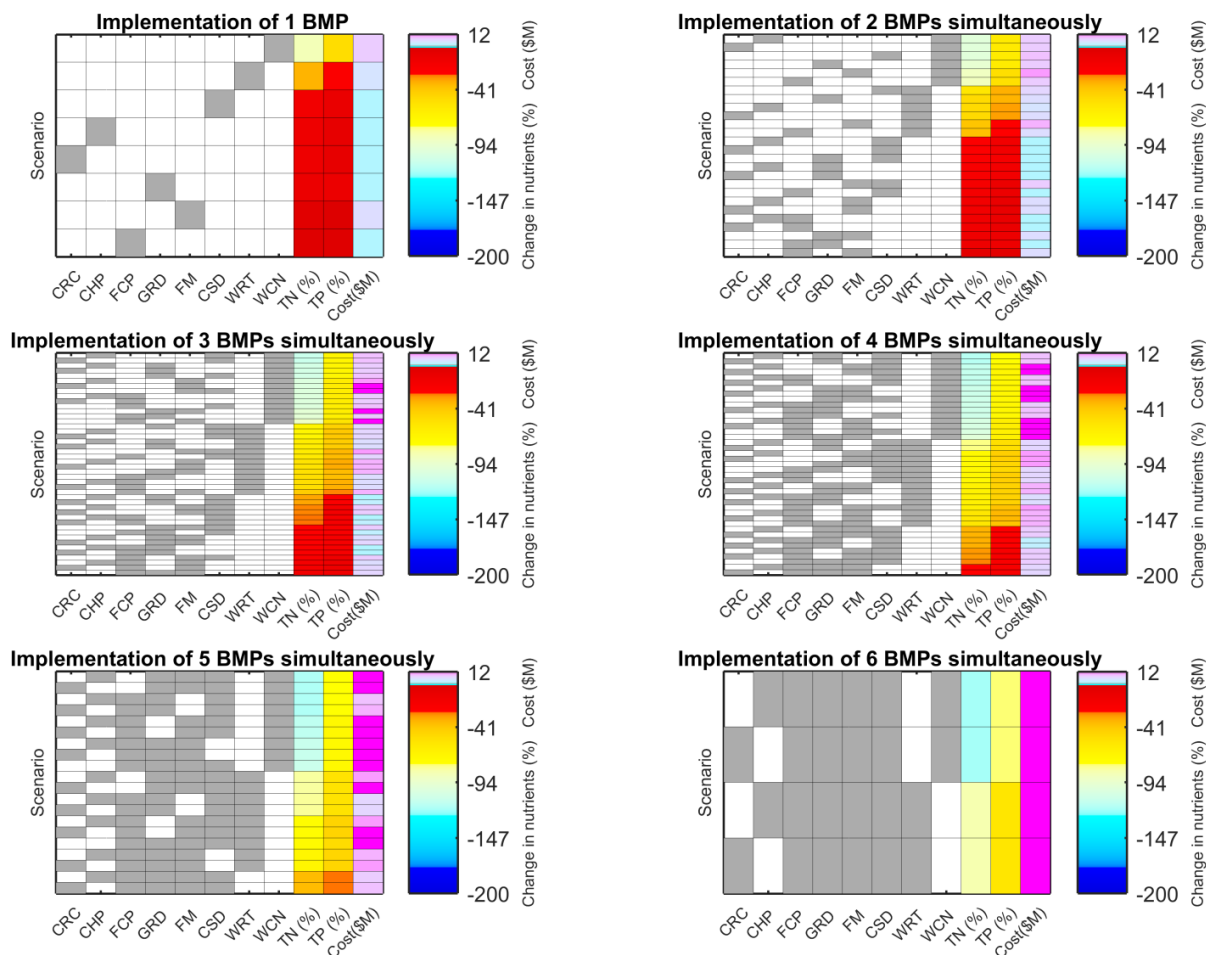 Implementation of 1 BMP
Scenario
CRC
CHP
FCP
GRD
FM
CSD
WRT
WCN
TN (%)
TP (%)
Cost($M)
12
-41
-94
-147
-200
Change in nutrients (%) Cost ($M)
Implementation of 2 BMPs simultaneously
Scenario
CRC
CHP
FCP
GRD
FM
CSD
WRT
WCN
TN (%)
TP (%)
Cost($M)
12
-41
-94
-147
-200
Change in nutrients (%) Cost ($M)
Implementation of 3 BMPs simultaneously
Scenario
CRC
CHP
FCP
GRD
FM
CSD
WRT
WCN
TN (%)
TP (%)
Cost($M)
12
-41
-94
-147
-200
Change in nutrients (%) Cost ($M)
Implementation of 4 BMPs simultaneously
Scenario
CRC
CHP
FCP
GRD
FM
CSD
WRT
WCN
TN (%)
TP (%)
Cost($M)
12
-41
-94
-147
-200
Change in nutrients (%) Cost ($M)
Implementation of 5 BMPs simultaneously
Scenario
CRC
CHP
FCP
GRD
FM
CSD
WRT
WCN
TN (%)
TP (%)
Cost($M)
12
-41
-94
-147
-200
Change in nutrients (%) Cost ($M)
Implementation of 6 BMPs simultaneously
Scenario
CRC
CHP
FCP
GRD
FM
CSD
WRT
WCN
TN (%)
TP (%)
Cost($M)
12
-41
-94
-147
-200
Change in nutrients (%) Cost ($M)